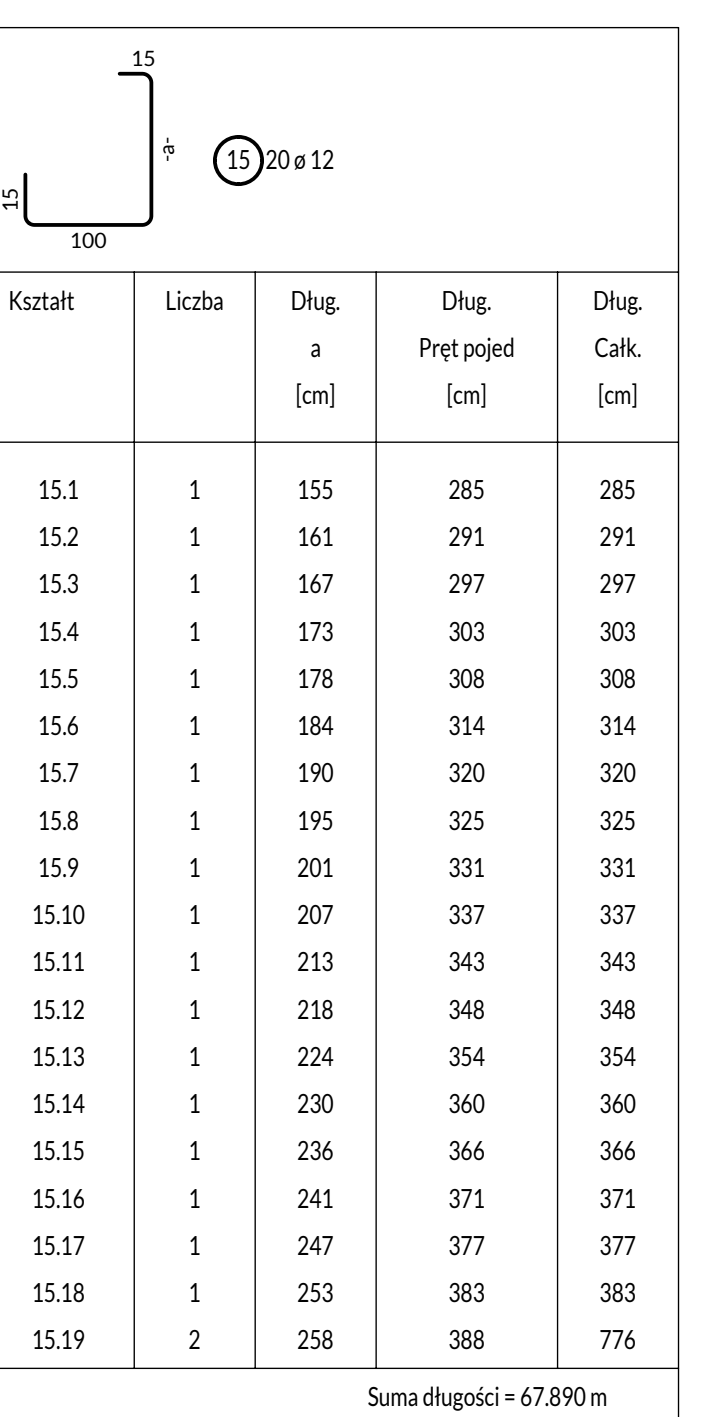 15
-a-
15 20 ø 12
15
100
Kształt Liczba Dług. Dług. Dług.
a Pręt pojed Całk.
[cm] [cm] [cm]
15.1 1 155 285 285
15.2 1 161 291 291
15.3 1 167 297 297
15.4 1 173 303 303
15.5 1 178 308 308
15.6 1 184 314 314
15.7 1 190 320 320
15.8 1 195 325 325
15.9 1 201 331 331
15.10 1 207 337 337
15.11 1 213 343 343
15.12 1 218 348 348
15.13 1 224 354 354
15.14 1 230 360 360
15.15 1 236 366 366
15.16 1 241 371 371
15.17 1 247 377 377
15.18 1 253 383 383
15.19 2 258 388 776
Suma długości = 67.890 m